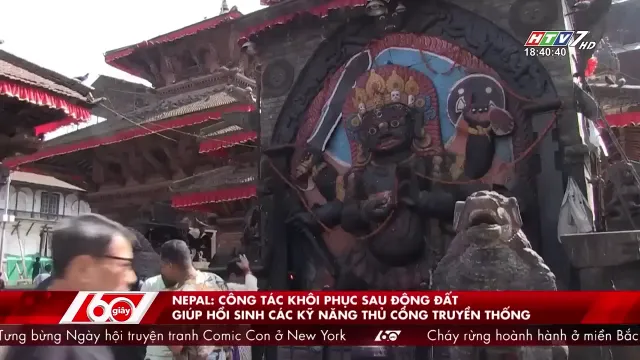 HTV7 HD
18:40:40
NEPAL: CÔNG TÁC KHÔI PHỤC SAU ĐỘNG ĐẤT
GIÚP HỒI SINH CÁC KỸ NĂNG THỦ CÔNG TRUYỀN THỐNG
60 giây
Tưng bừng Ngày hội truyện tranh Comic Con ở New York
Cháy rừng hoành hành ở miền Bắc